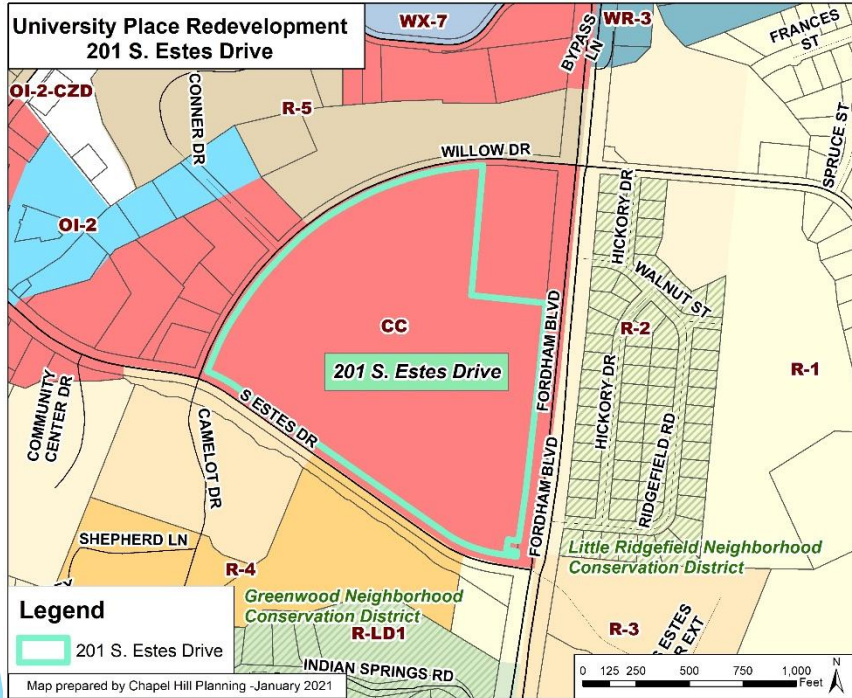 University Place Redevelopment
201 S. Estes Drive
WX-7
WR-3
BYPASS
LN
FRANCES
ST
OI-2-CZD
CONNER DR
R-5
WILLOW DR
SPRUCE ST
OI-2
HICKORY DR
WALNUT ST
CC
201 S. Estes Drive
FORDHAM BLVD
R-2
R-1
HICKORY DR
RIDGEFIELD RD
COMMUNITY
CENTER DR
S ESTES DR
CAMELOT DR
FORDHAM BLVD
SHEPHERD LN
Little Ridgefield Neighborhood
Conservation District
R-4
Greenwood Neighborhood
Conservation District
R-LD1
R-3
INDIAN SPRINGS RD
Legend
201 S. Estes Drive
Map prepared by Chapel Hill Planning -January 2021
0 125 250 500 750 1,000
Feet
N